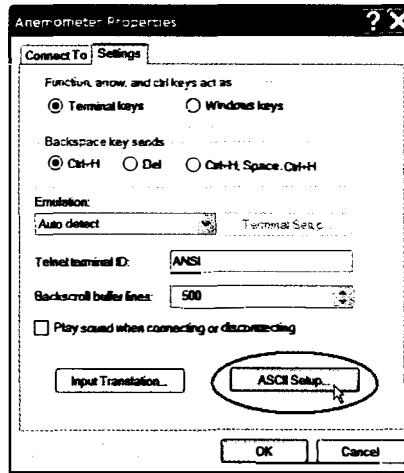 Anemometer Properties ? X
Connect To Settings
Function, arrow, and ctrl keys act as
Terminal keys Windows keys
Backspace key sends
Ctrl+H Del Ctrl+H, Space, Ctrl+H
Emulation:
Auto detect Terminal Setup...
Telnet terminal ID: ANSI
Backscroll buffer lines: 500
Play sound when connecting or disconnecting
Input Translation... ASCII Setup...
OK Cancel